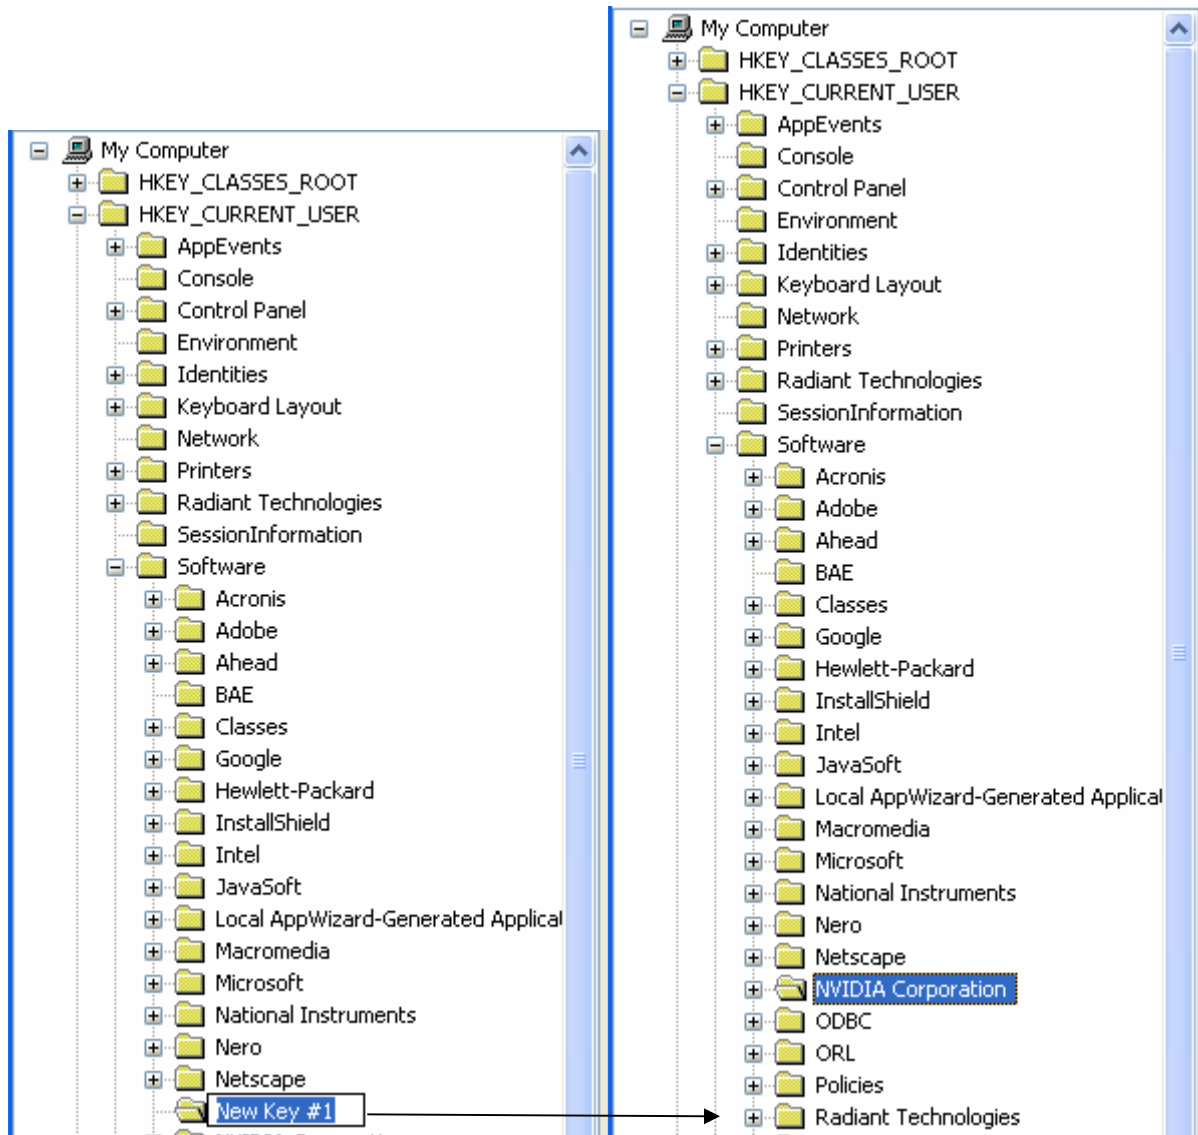 My Computer
HKEY_CLASSES_ROOT
HKEY_CURRENT_USER
AppEvents
Console
Control Panel
Environment
Identities
Keyboard Layout
Network
Printers
Radiant Technologies
SessionInformation
Software
Acronis
Adobe
Ahead
BAE
Classes
Google
Hewlett-Packard
InstallShield
Intel
JavaSoft
Local AppWizard-Generated Applicat
Macromedia
Microsoft
National Instruments
Nero
Netscape
New Key #1
My Computer
HKEY_CLASSES_ROOT
HKEY_CURRENT_USER
AppEvents
Console
Control Panel
Environment
Identities
Keyboard Layout
Network
Printers
Radiant Technologies
SessionInformation
Software
Acronis
Adobe
Ahead
BAE
Classes
Google
Hewlett-Packard
InstallShield
Intel
JavaSoft
Local AppWizard-Generated Applicat
Macromedia
Microsoft
National Instruments
Nero
Netscape
NVIDIA Corporation
ODBC
ORL
Policies
Radiant Technologies